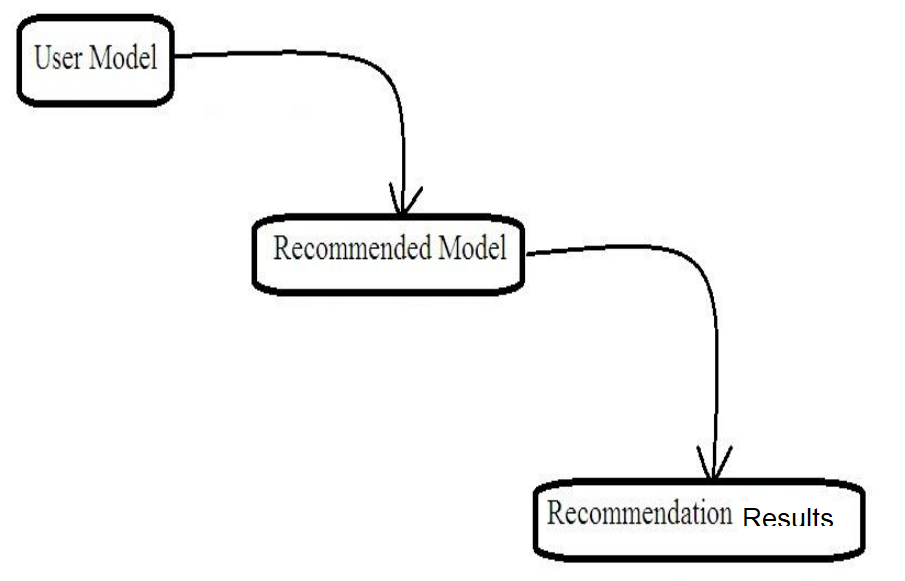 User Model
Recommended Model
Recommendation Results